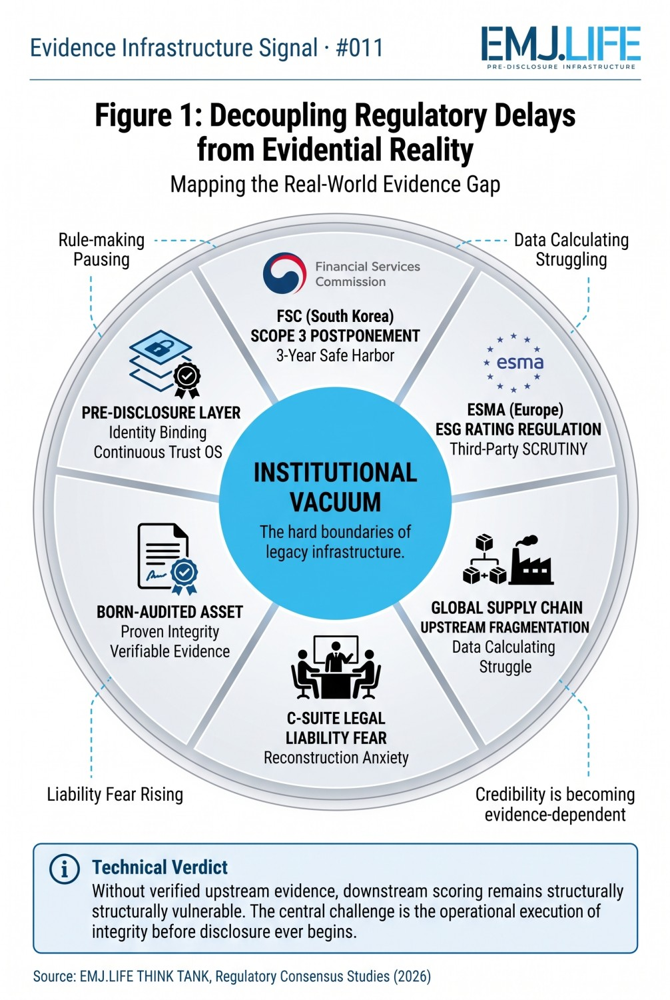 Evidence Infrastructure Signal · #011
EMJ.LIFE
PRE-DISCLOSURE INFRASTRUCTURE
Figure 1: Decoupling Regulatory Delays
from Evidential Reality
Mapping the Real-World Evidence Gap
Rule-making
Pausing
Data Calculating
Struggling
Financial Services
Commission
FSC (South Korea)
SCOPE 3 POSTPONEMENT
3-Year Safe Harbor
esma
ESMA (Europe)
ESG RATING REGULATION
Third-Party SCRUTINY
PRE-DISCLOSURE LAYER
Identity Binding
Continuous Trust OS
INSTITUTIONAL
VACUUM
The hard boundaries of
legacy infrastructure.
BORN-AUDITED ASSET
Proven Integrity
Verifiable Evidence
GLOBAL SUPPLY CHAIN
UPSTREAM FRAGMENTATION
Data Calculating
Struggle
C-SUITE LEGAL
LIABILITY FEAR
Reconstruction Anxiety
Liability Fear Rising
Credibility is becoming
evidence-dependent
Technical Verdict
Without verified upstream evidence, downstream scoring remains structurally
structurally vulnerable. The central challenge is the operational execution of
integrity before disclosure ever begins.
Source: EMJ.LIFE THINK TANK, Regulatory Consensus Studies (2026)